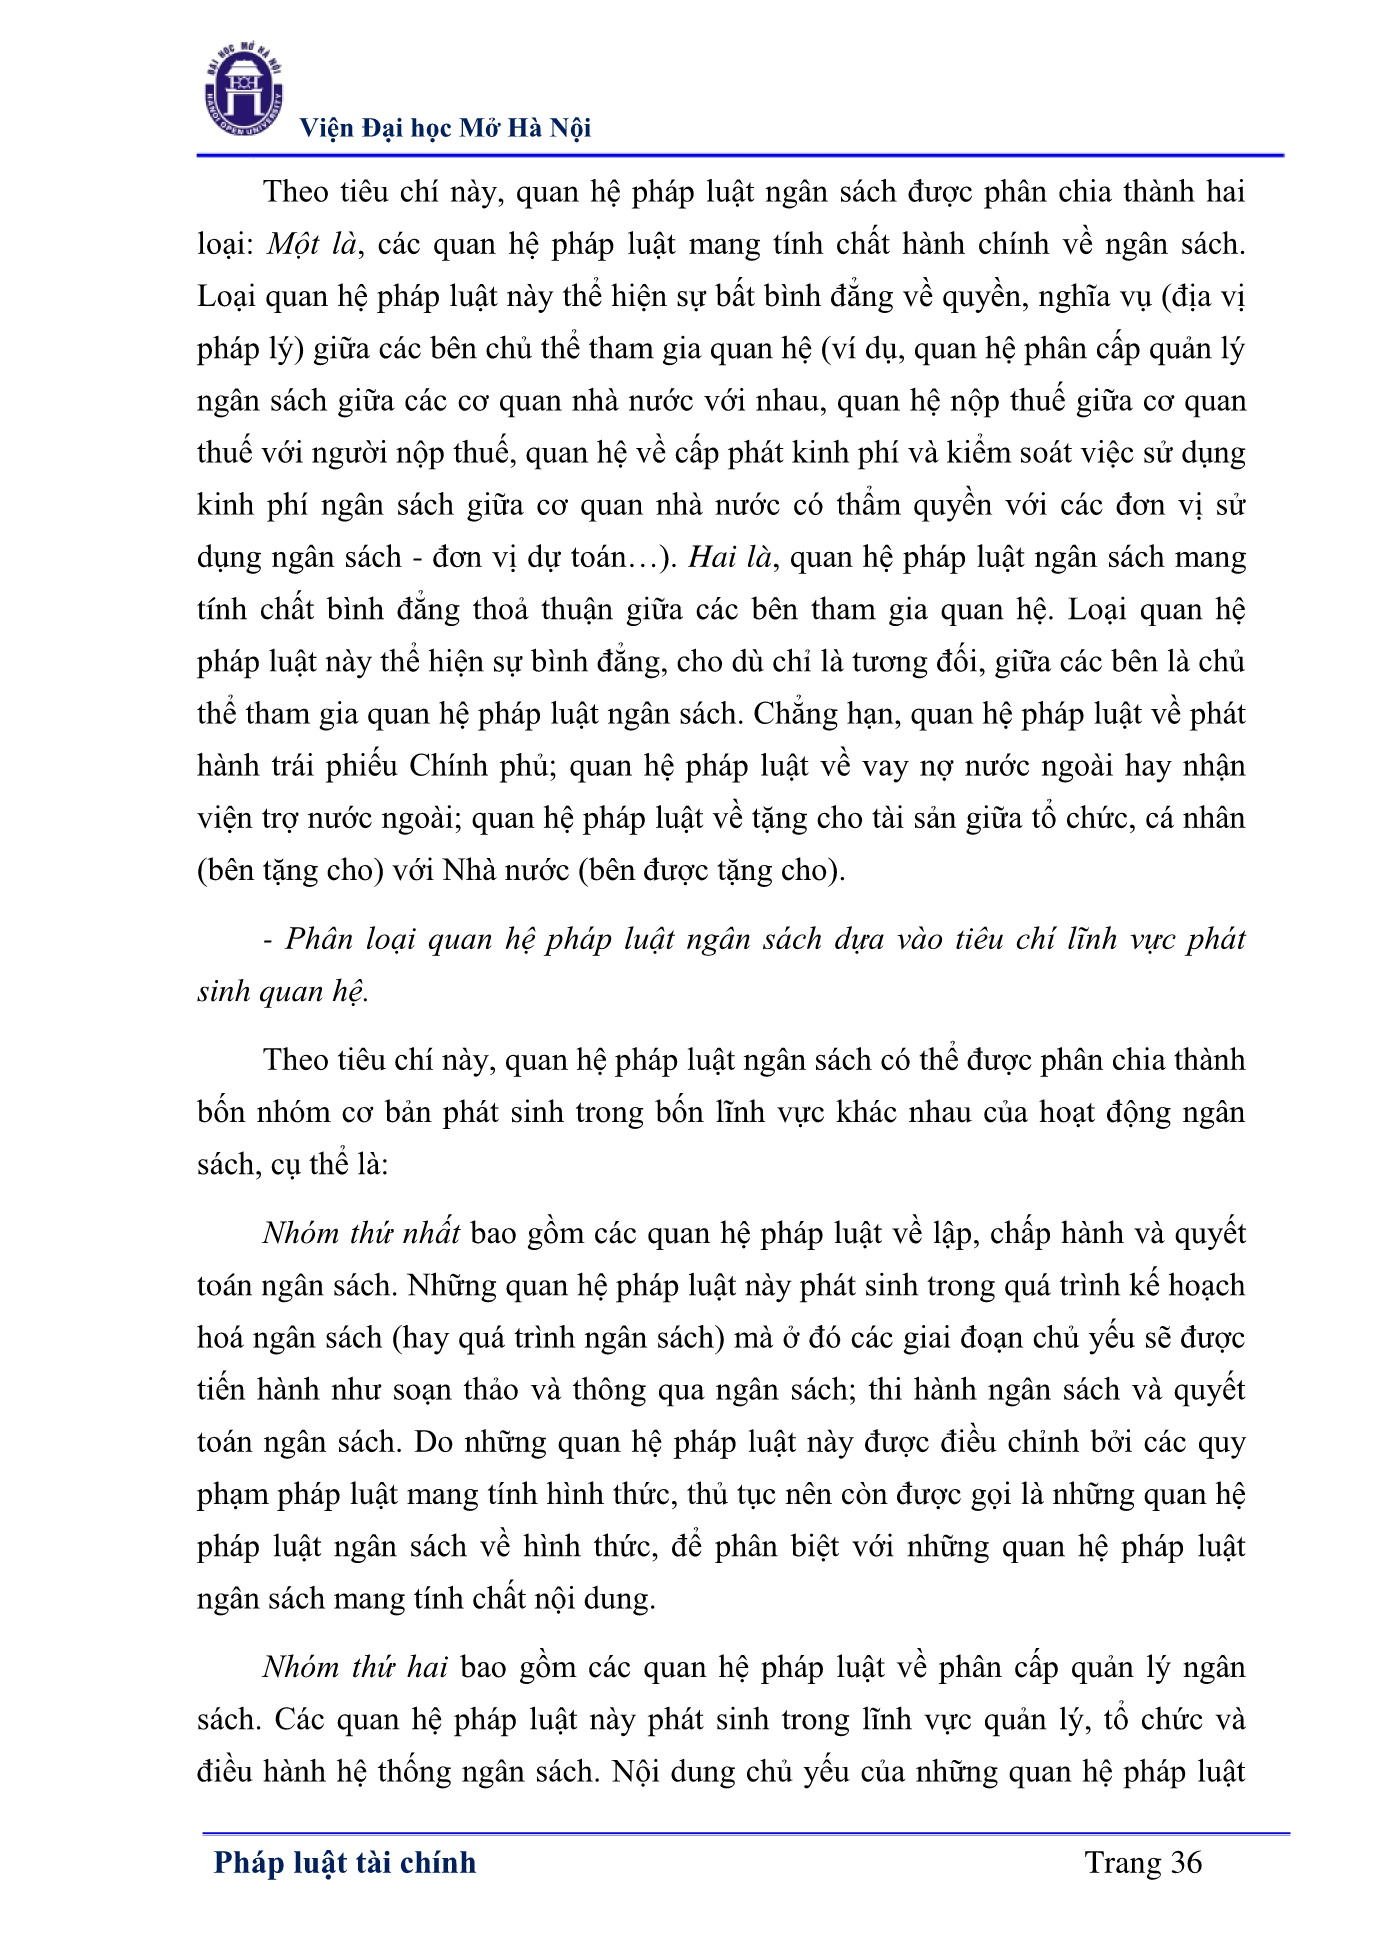 ĐẠI HỌC MỞ HÀ NỘI
HANOI OPEN UNIVERSITY
Viện Đại học Mở Hà Nội
Theo tiêu chí này, quan hệ pháp luật ngân sách được phân chia thành hai
loại: Một là, các quan hệ pháp luật mang tính chất hành chính về ngân sách.
Loại quan hệ pháp luật này thể hiện sự bất bình đẳng về quyền, nghĩa vụ (địa vị
pháp lý) giữa các bên chủ thể tham gia quan hệ (ví dụ, quan hệ phân cấp quản lý
ngân sách giữa các cơ quan nhà nước với nhau, quan hệ nộp thuế giữa cơ quan
thuế với người nộp thuế, quan hệ về cấp phát kinh phí và kiểm soát việc sử dụng
kinh phí ngân sách giữa cơ quan nhà nước có thẩm quyền với các đơn vị sử
dụng ngân sách - đơn vị dự toán…). Hai là, quan hệ pháp luật ngân sách mang
tính chất bình đẳng thoả thuận giữa các bên tham gia quan hệ. Loại quan hệ
pháp luật này thể hiện sự bình đẳng, cho dù chỉ là tương đối, giữa các bên là chủ
thể tham gia quan hệ pháp luật ngân sách. Chẳng hạn, quan hệ pháp luật về phát
hành trái phiếu Chính phủ; quan hệ pháp luật về vay nợ nước ngoài hay nhận
viện trợ nước ngoài; quan hệ pháp luật về tặng cho tài sản giữa tổ chức, cá nhân
(bên tặng cho) với Nhà nước (bên được tặng cho).
- Phân loại quan hệ pháp luật ngân sách dựa vào tiêu chí lĩnh vực phát
sinh quan hệ.
Theo tiêu chí này, quan hệ pháp luật ngân sách có thể được phân chia thành
bốn nhóm cơ bản phát sinh trong bốn lĩnh vực khác nhau của hoạt động ngân
sách, cụ thể là:
Nhóm thứ nhất bao gồm các quan hệ pháp luật về lập, chấp hành và quyết
toán ngân sách. Những quan hệ pháp luật này phát sinh trong quá trình kế hoạch
hoá ngân sách (hay quá trình ngân sách) mà ở đó các giai đoạn chủ yếu sẽ được
tiến hành như soạn thảo và thông qua ngân sách; thi hành ngân sách và quyết
toán ngân sách. Do những quan hệ pháp luật này được điều chỉnh bởi các quy
phạm pháp luật mang tính hình thức, thủ tục nên còn được gọi là những quan hệ
pháp luật ngân sách về hình thức, để phân biệt với những quan hệ pháp luật
ngân sách mang tính chất nội dung.
Nhóm thứ hai bao gồm các quan hệ pháp luật về phân cấp quản lý ngân
sách. Các quan hệ pháp luật này phát sinh trong lĩnh vực quản lý, tổ chức và
điều hành hệ thống ngân sách. Nội dung chủ yếu của những quan hệ pháp luật
Pháp luật tài chính Trang 36